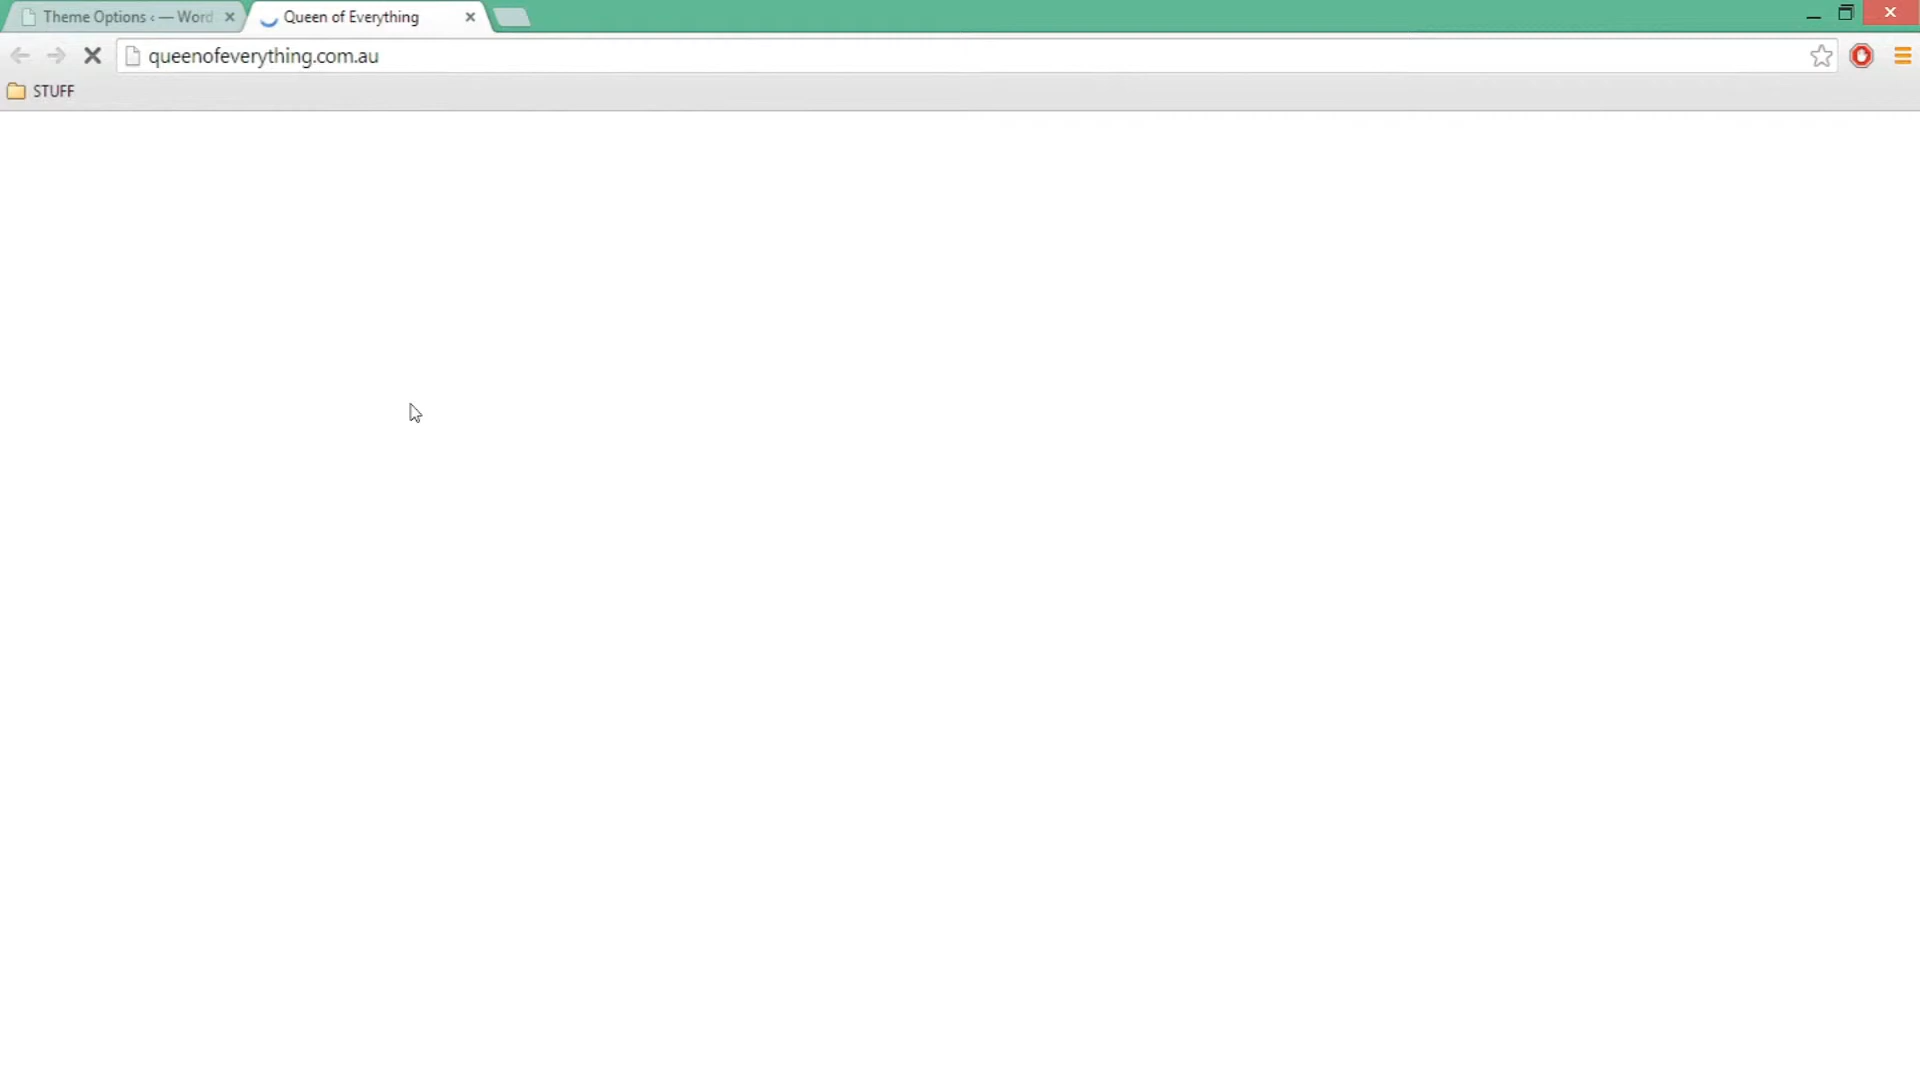 Theme Options ‹ — Word
Queen of Everything
queenofeverything.com.au
STUFF